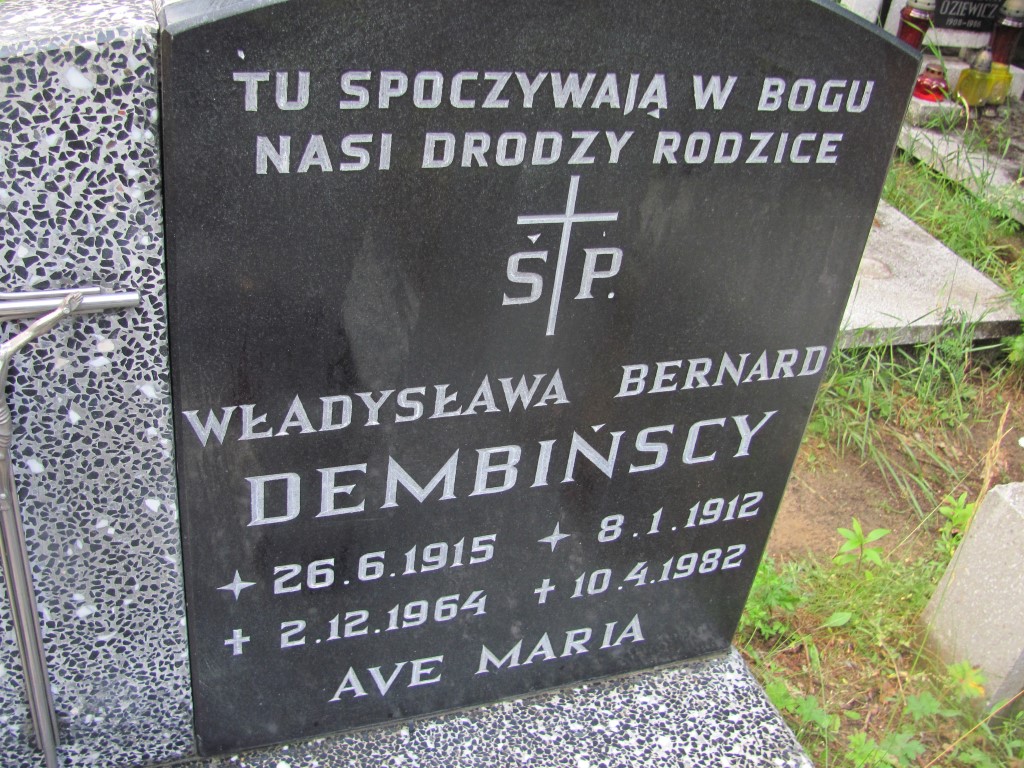 TU SPOCZYWAJĄ W BOGU
NASI DRODZY RODZICE
Ś P.
WŁADYSŁAWA BERNARD
DEMBIŃSCY
26.6.1915 8.1.1912
2.12.1964 10.4.1982
AVE MARIA